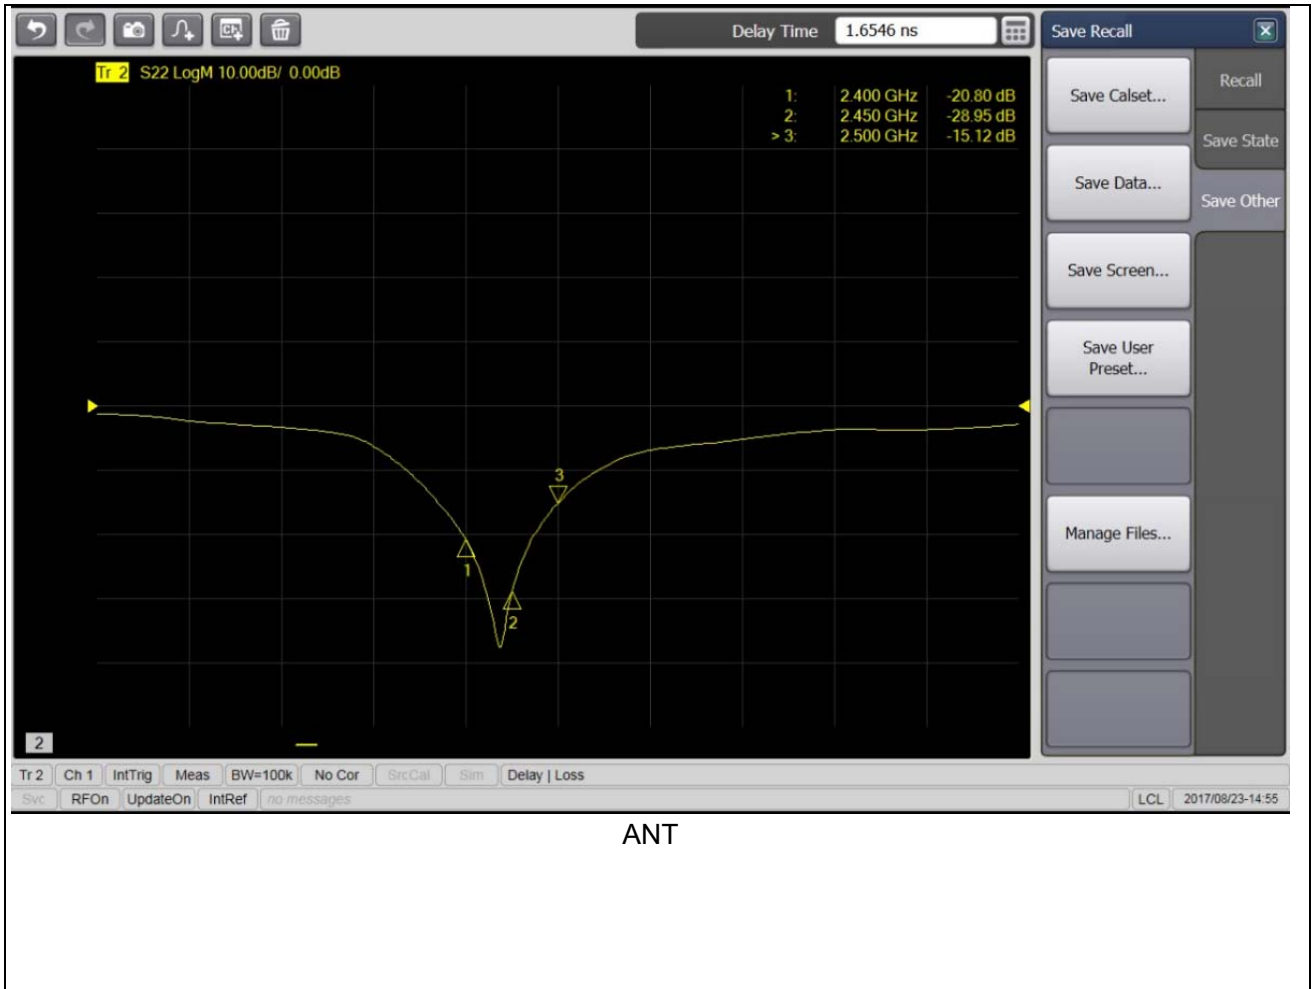 Delay Time 1.6546 ns
Save Recall
Tr 2 S22 LogM 10.00dB/ 0.00dB
1: 2.400 GHz -20.80 dB
2: 2.450 GHz -28.95 dB
> 3: 2.500 GHz -15.12 dB
Save Calset...
Recall
Save State
Save Data...
Save Other
Save Screen...
Save User
Preset...
Manage Files...
3
1
2
2
Tr 2 Ch 1 IntTrig Meas BW=100k No Cor SrcCal Sim Delay | Loss
Svc RFOn UpdateOn IntRef no messages LCL 2017/08/23-14:55
ANT